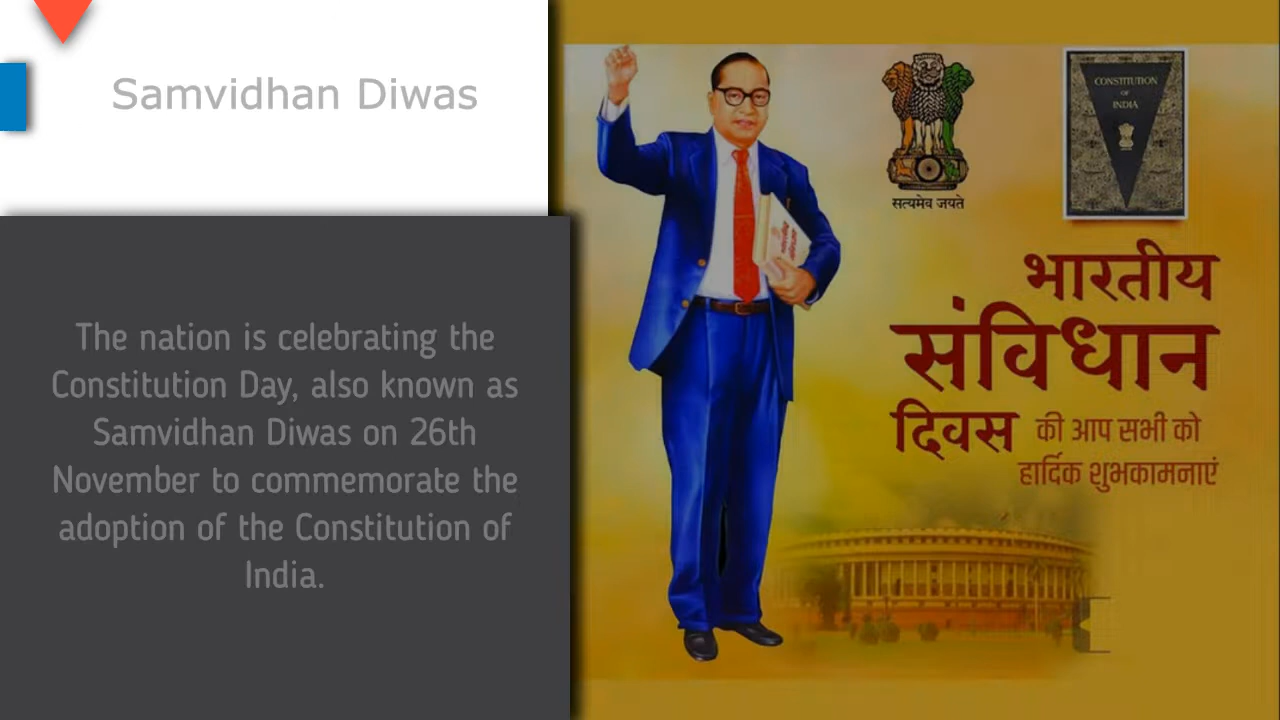 Samvidhan Diwas
The nation is celebrating the
Constitution Day, also known as
Samvidhan Diwas on 26th
November to commemorate the
adoption of the Constitution of
India.
सत्यमेव जयते
CONSTITUTION
OF
INDIA
भारतीय
संविधान
दिवस की आप सभी को
हार्दिक शुभकामनाएं